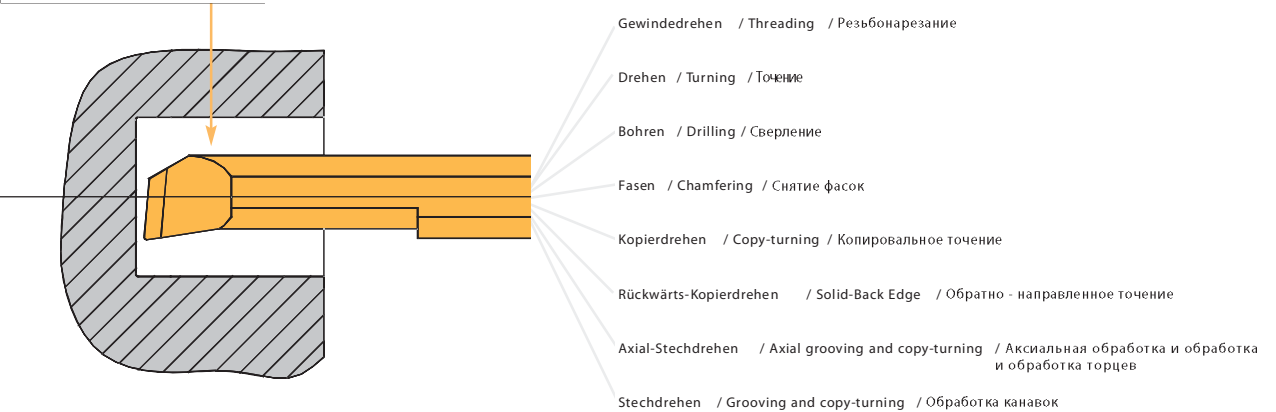 Gewindedrehen / Threading / Резьбонарезание
Drehen / Turning / Точение
Bohren / Drilling / Сверление
Fasen / Chamfering / Снятие фасок
Kopierdrehen / Copy-turning / Копировальное точение
Rückwärts-Kopierdrehen / Solid-Back Edge / Обратно - направленное точение
Axial-Stechdrehen / Axial grooving and copy-turning / Аксиальная обработка и обработка
и обработка торцев
Stechdrehen / Grooving and copy-turning / Обработка канавок